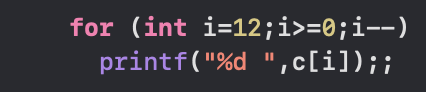 for (int i=12;i>=0;i--)
printf("%d ",c[i]);;